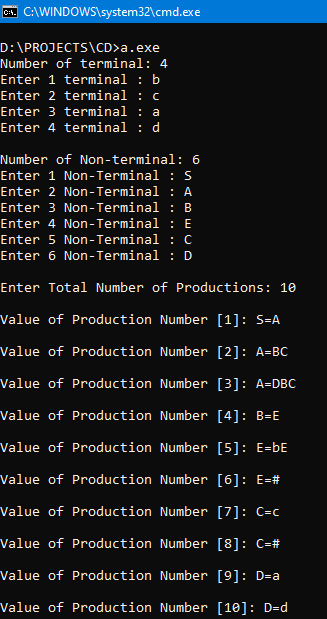 C:\WINDOWS\system32\cmd.exe
D:\PROJECTS\CD>a.exe
Number of terminal: 4
Enter 1 terminal : b
Enter 2 terminal : c
Enter 3 terminal : a
Enter 4 terminal : d
Number of Non-terminal: 6
Enter 1 Non-Terminal : S
Enter 2 Non-Terminal : A
Enter 3 Non-Terminal : B
Enter 4 Non-Terminal : E
Enter 5 Non-Terminal : C
Enter 6 Non-Terminal : D
Enter Total Number of Productions: 10
Value of Production Number [1]: S=A
Value of Production Number [2]: A=BC
Value of Production Number [3]: A=DBC
Value of Production Number [4]: B=E
Value of Production Number [5]: E=bE
Value of Production Number [6]: E=#
Value of Production Number [7]: C=c
Value of Production Number [8]: C=#
Value of Production Number [9]: D=a
Value of Production Number [10]: D=d